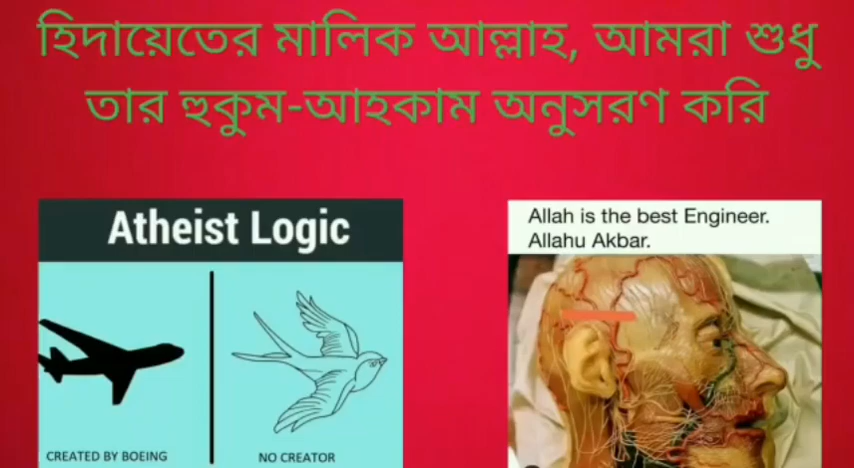 হিদায়েতের মালিক আল্লাহ, আমরা শুধু
তার হুকুম-আহকাম অনুসরণ করি
Atheist Logic
CREATED BY BOEING
NO CREATOR
Allah is the best Engineer.
Allahu Akbar.